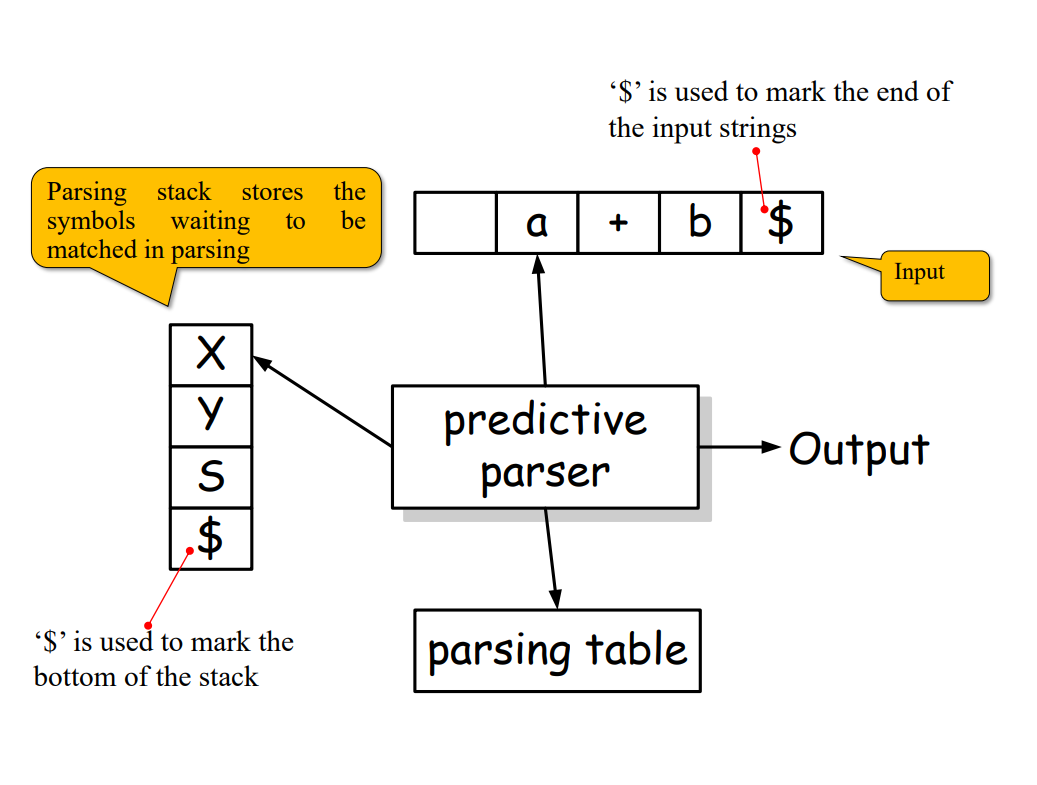 ‘$’ is used to mark the end of
the input strings
Parsing stack stores the
symbols waiting to be
matched in parsing
a + b $
Input
X
Y
S
$
predictive
parser
Output
parsing table
‘$’ is used to mark the
bottom of the stack